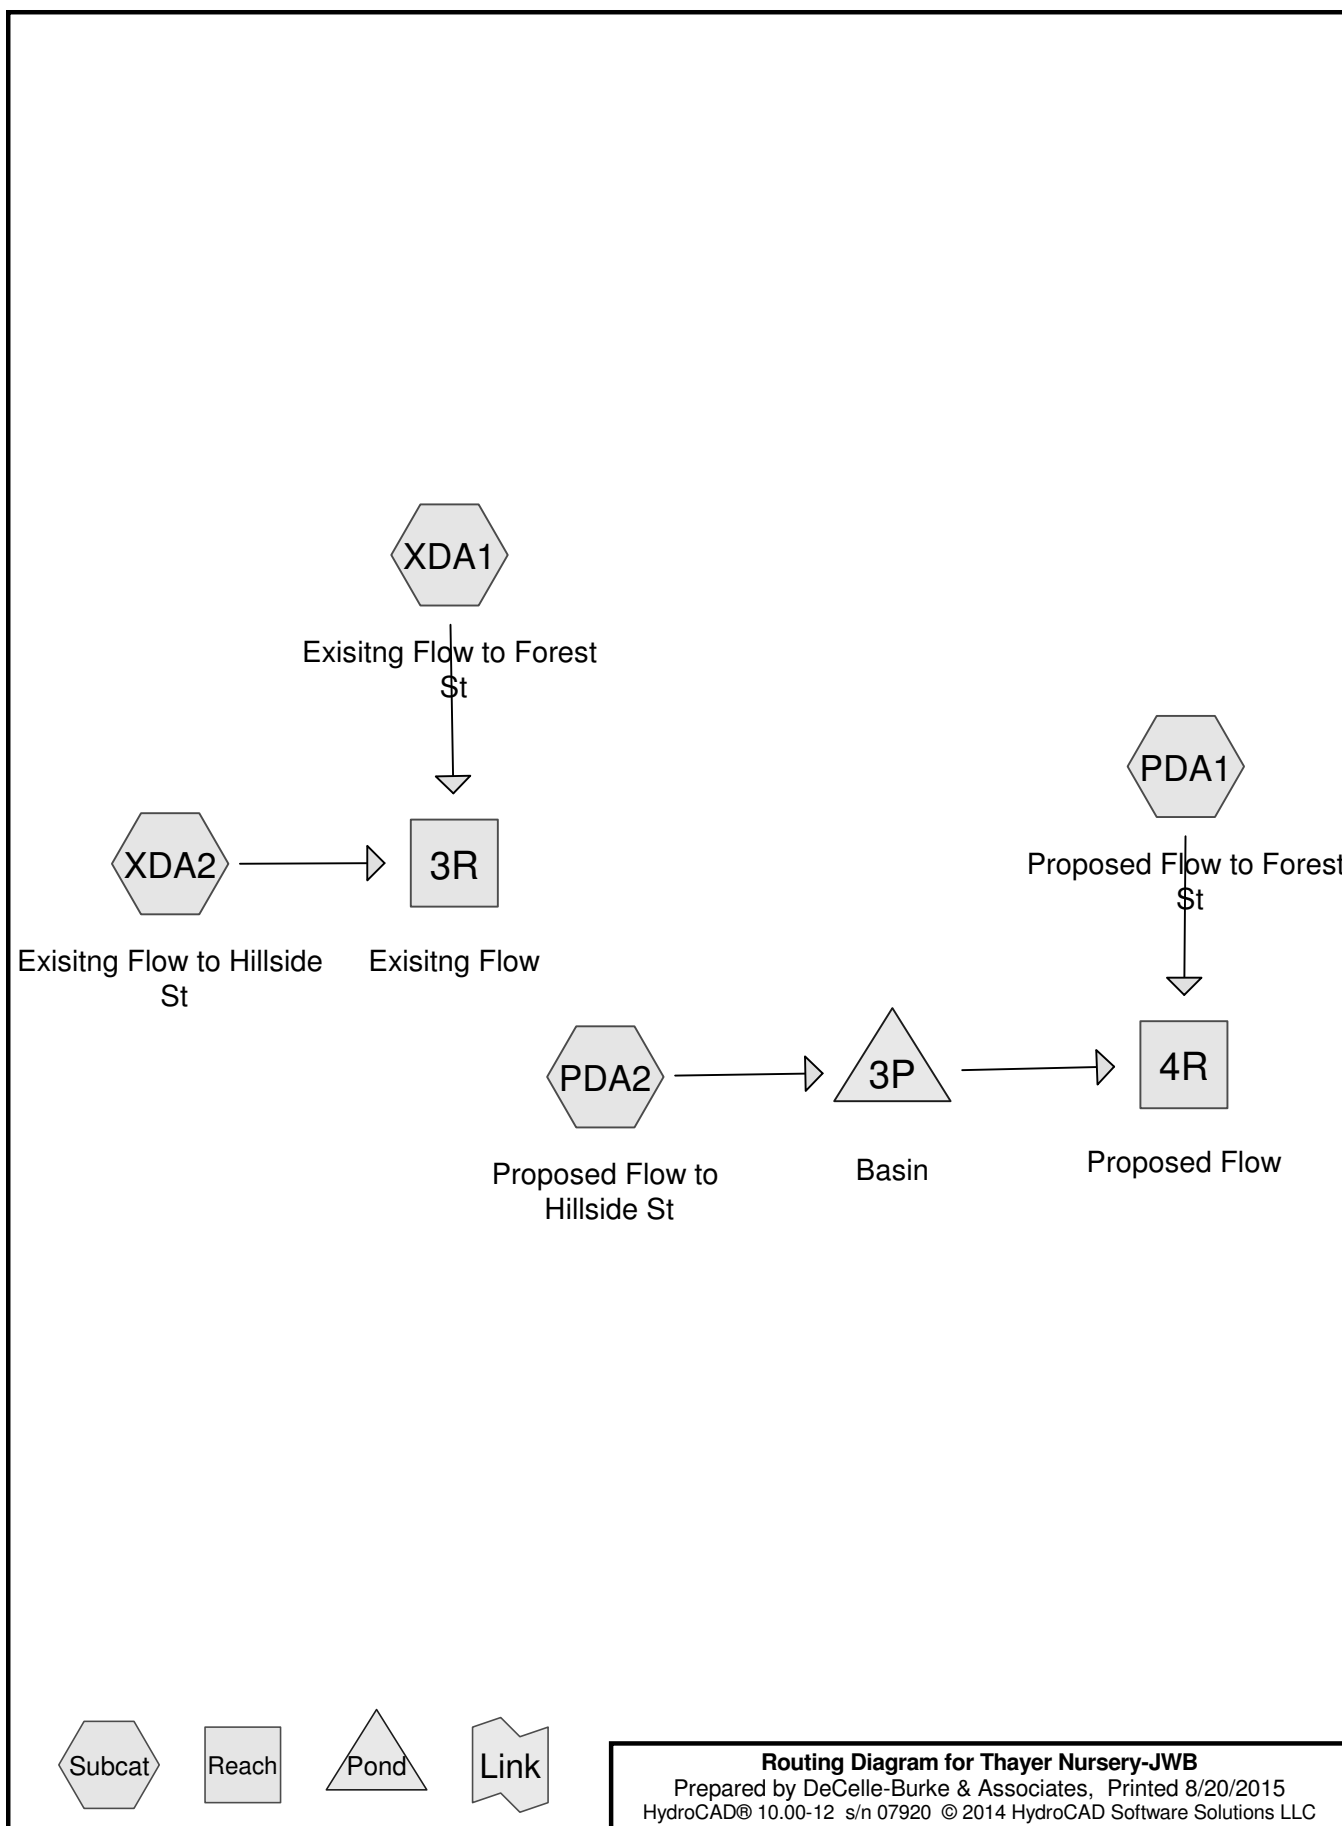 XDA1
Exisitng Flow to Forest
St
XDA2
Exisitng Flow to Hillside
St
3R
Exisitng Flow
PDA1
Proposed Flow to Forest
St
PDA2
Proposed Flow to
Hillside St
3P
Basin
4R
Proposed Flow
Subcat
Reach
Pond
Link
Routing Diagram for Thayer Nursery-JWB
Prepared by DeCelle-Burke & Associates, Printed 8/20/2015
HydroCAD® 10.00-12 s/n 07920 © 2014 HydroCAD Software Solutions LLC